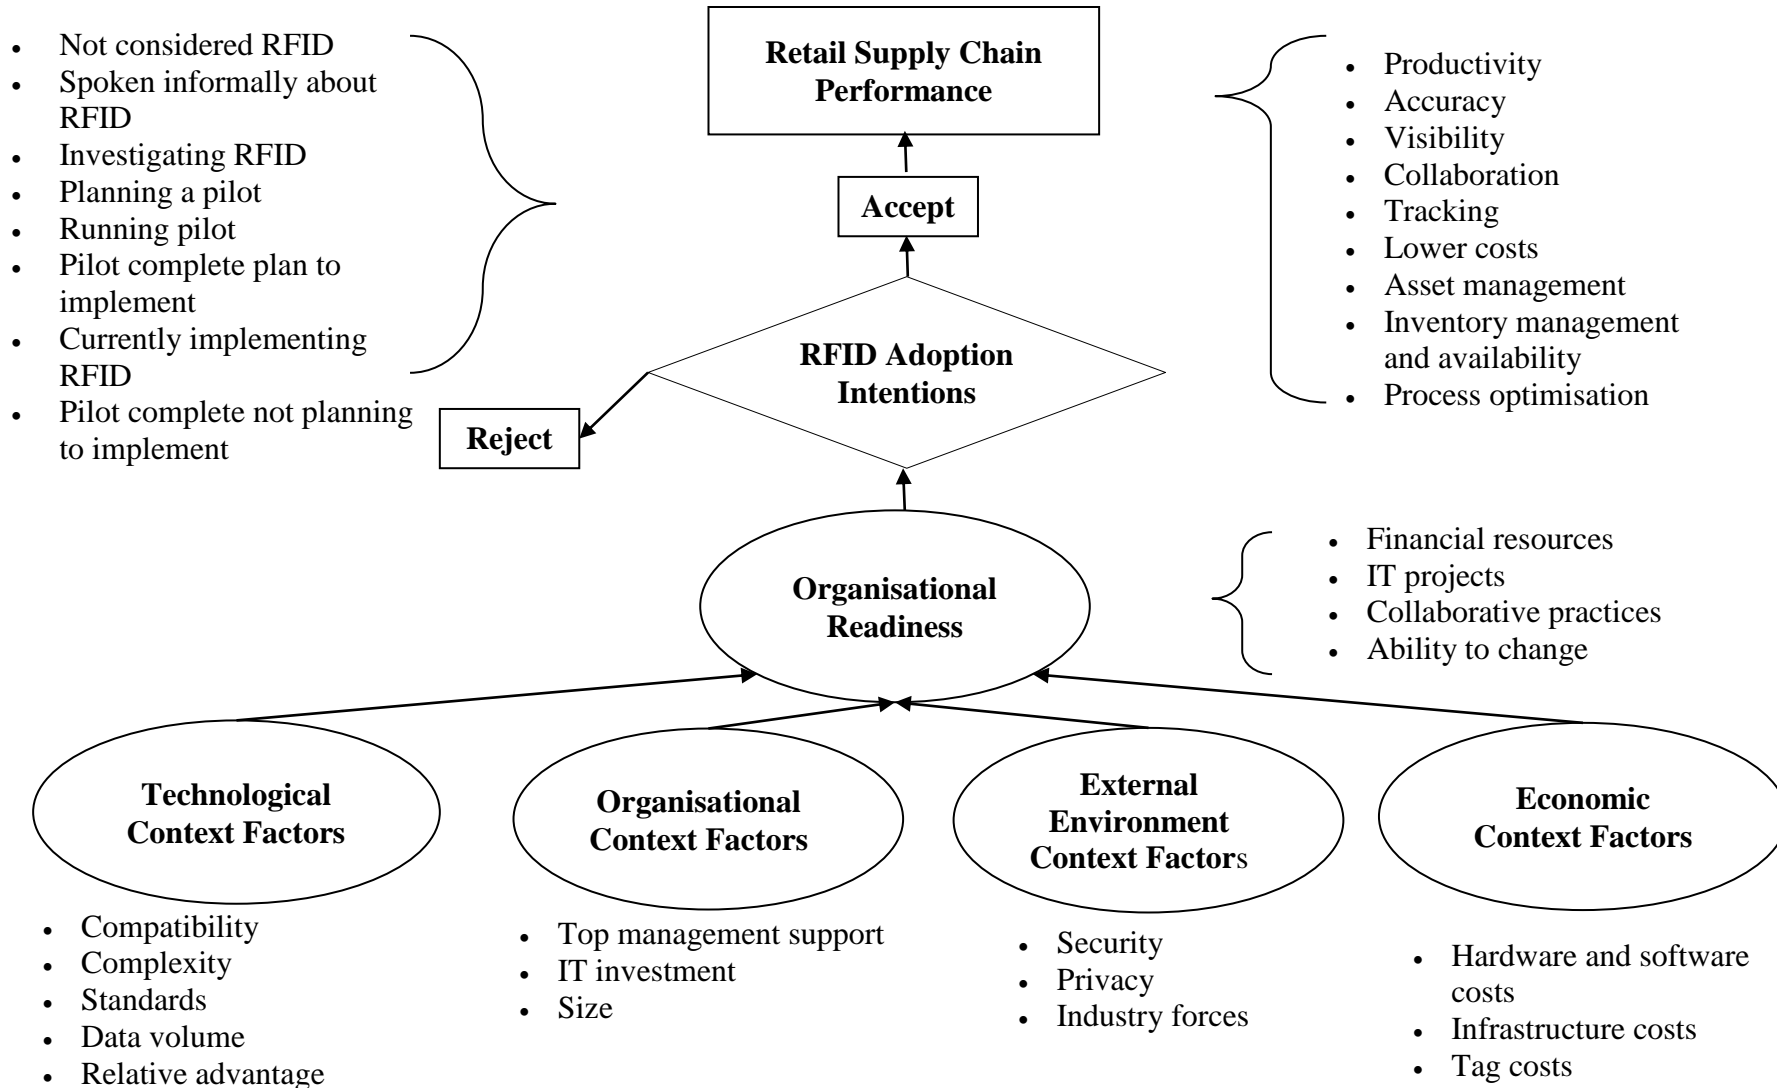 • Not considered RFID
• Spoken informally about
RFID
• Investigating RFID
• Planning a pilot
• Running pilot
• Pilot complete plan to
implement
• Currently implementing
RFID
• Pilot complete not planning
to implement
Retail Supply Chain
Performance
• Productivity
• Accuracy
• Visibility
• Collaboration
• Tracking
• Lower costs
• Asset management
• Inventory management
and availability
• Process optimisation
Accept
RFID Adoption
Intentions
Reject
Organisational
Readiness
• Financial resources
• IT projects
• Collaborative practices
• Ability to change
Technological
Context Factors
Organisational
Context Factors
External
Environment
Context Factors
Economic
Context Factors
• Compatibility
• Complexity
• Standards
• Data volume
• Relative advantage
• Top management support
• IT investment
• Size
• Security
• Privacy
• Industry forces
• Hardware and software
costs
• Infrastructure costs
• Tag costs